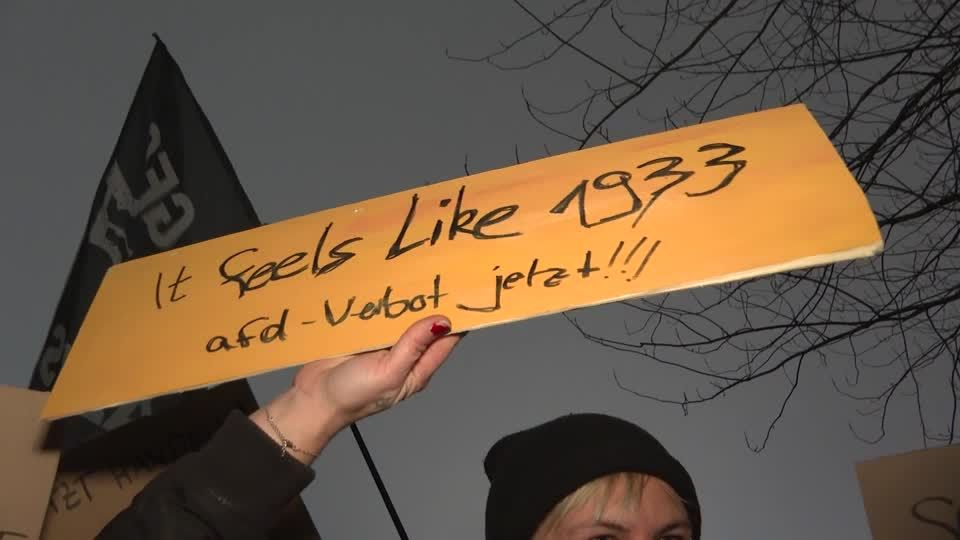 It feels Like 1933
afd-Verbot jetzt!!!